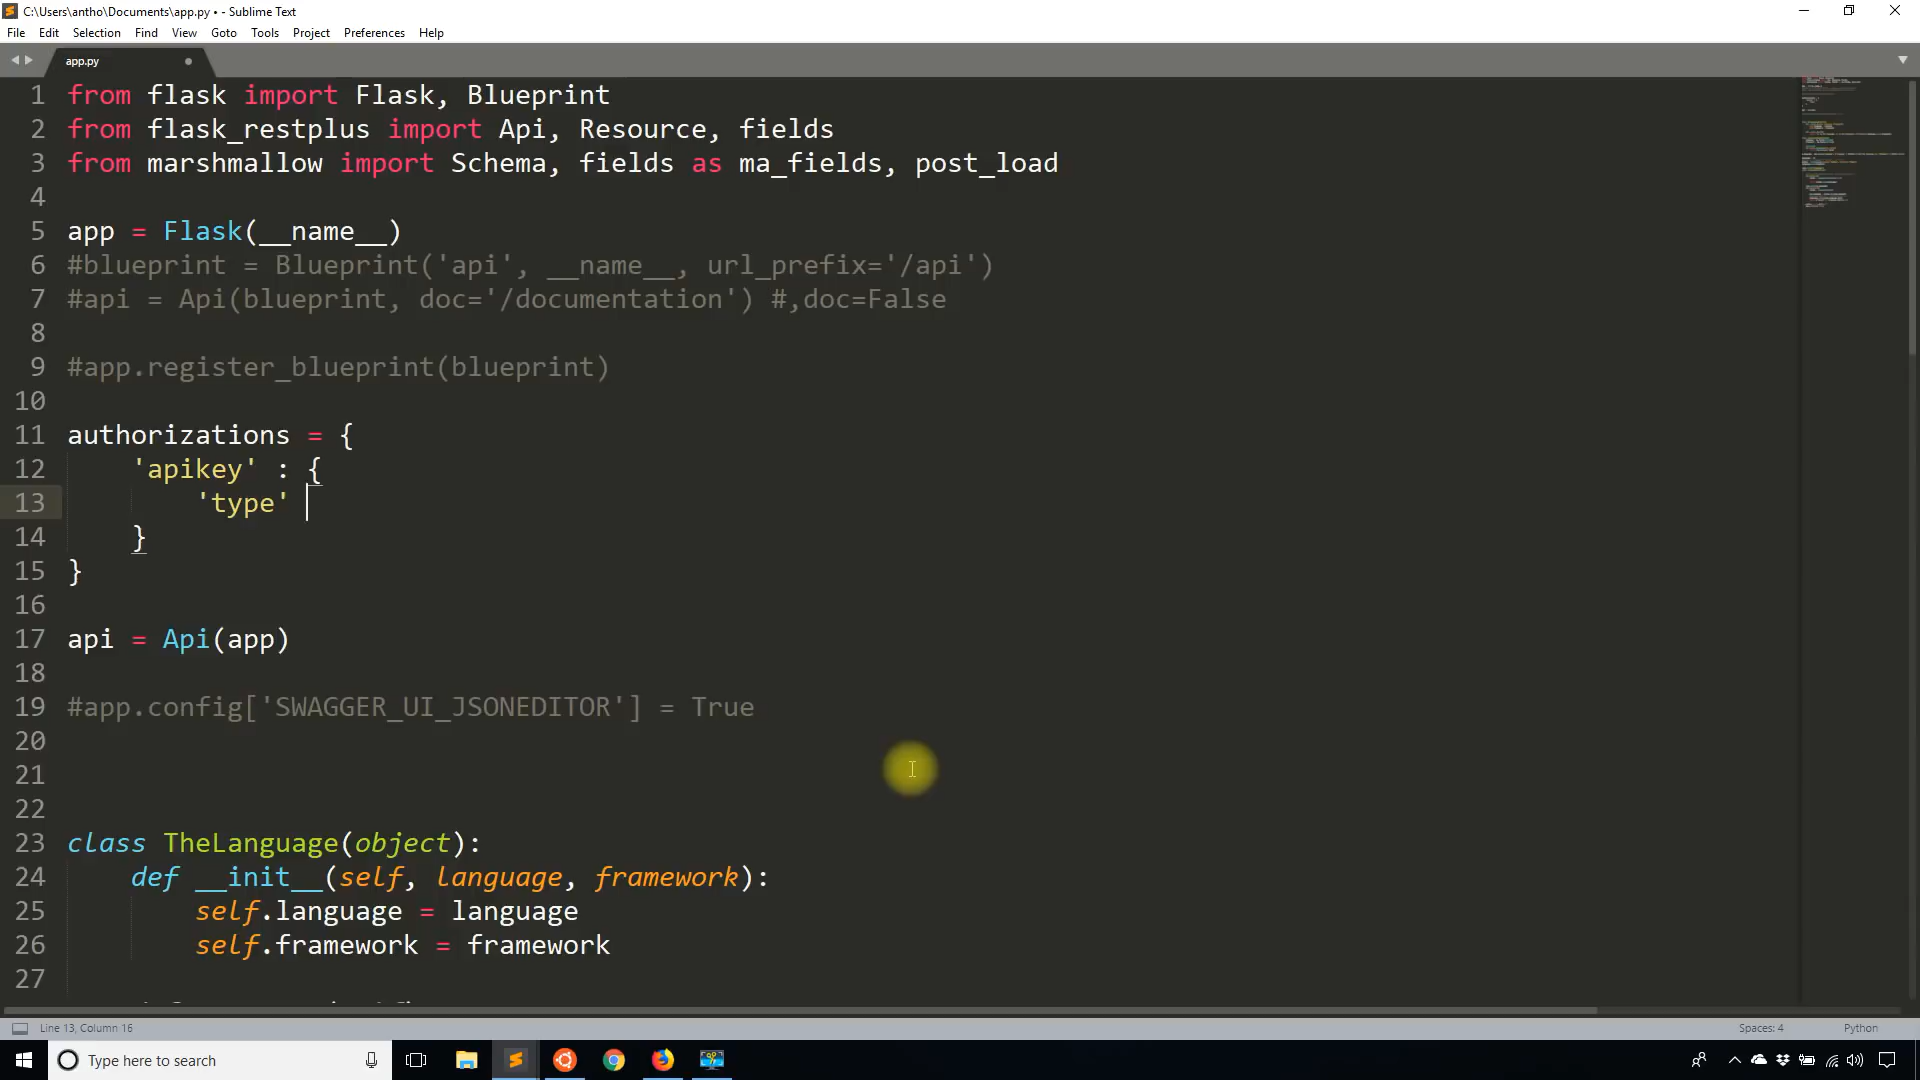 C:\Users\antho\Documents\app.py • - Sublime Text
File Edit Selection Find View Goto Tools Project Preferences Help
app.py
1 from flask import Flask, Blueprint
2 from flask_restplus import Api, Resource, fields
3 from marshmallow import Schema, fields as ma_fields, post_load
4
5 app = Flask(__name__)
6 #blueprint = Blueprint('api', __name__, url_prefix='/api')
7 #api = Api(blueprint, doc='/documentation') #,doc=False
8
9 #app.register_blueprint(blueprint)
10
11 authorizations = {
12     'apikey' : {
13         'type'
14     }
15 }
16
17 api = Api(app)
18
19 #app.config['SWAGGER_UI_JSONEDITOR'] = True
20
21
22
23 class TheLanguage(object):
24     def __init__(self, language, framework):
25         self.language = language
26         self.framework = framework
27
Line 13, Column 16 Spaces: 4 Python
Type here to search